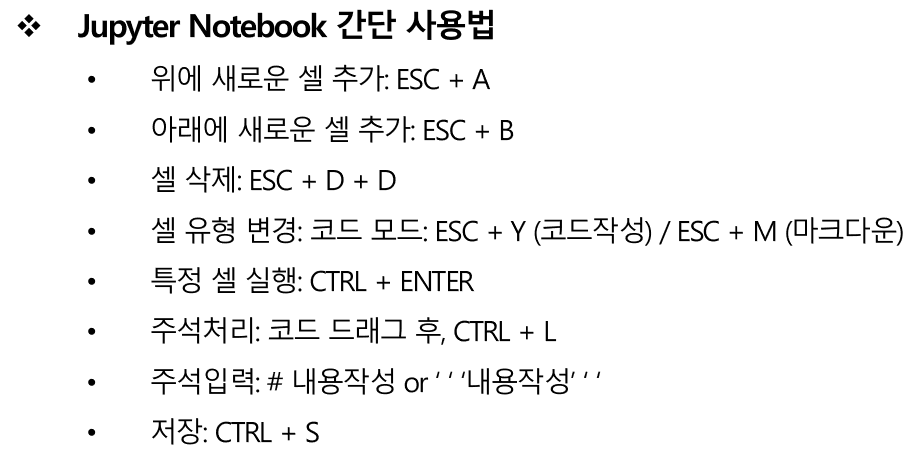 ❖ Jupyter Notebook 간단 사용법
• 위에 새로운 셀 추가: ESC + A
• 아래에 새로운 셀 추가: ESC + B
• 셀 삭제: ESC + D + D
• 셀 유형 변경: 코드 모드: ESC + Y (코드작성) / ESC + M (마크다운)
• 특정 셀 실행: CTRL + ENTER
• 주석처리: 코드 드래그 후, CTRL + L
• 주석입력: # 내용작성 or ‘ ‘ ‘내용작성’ ‘ ‘
• 저장: CTRL + S